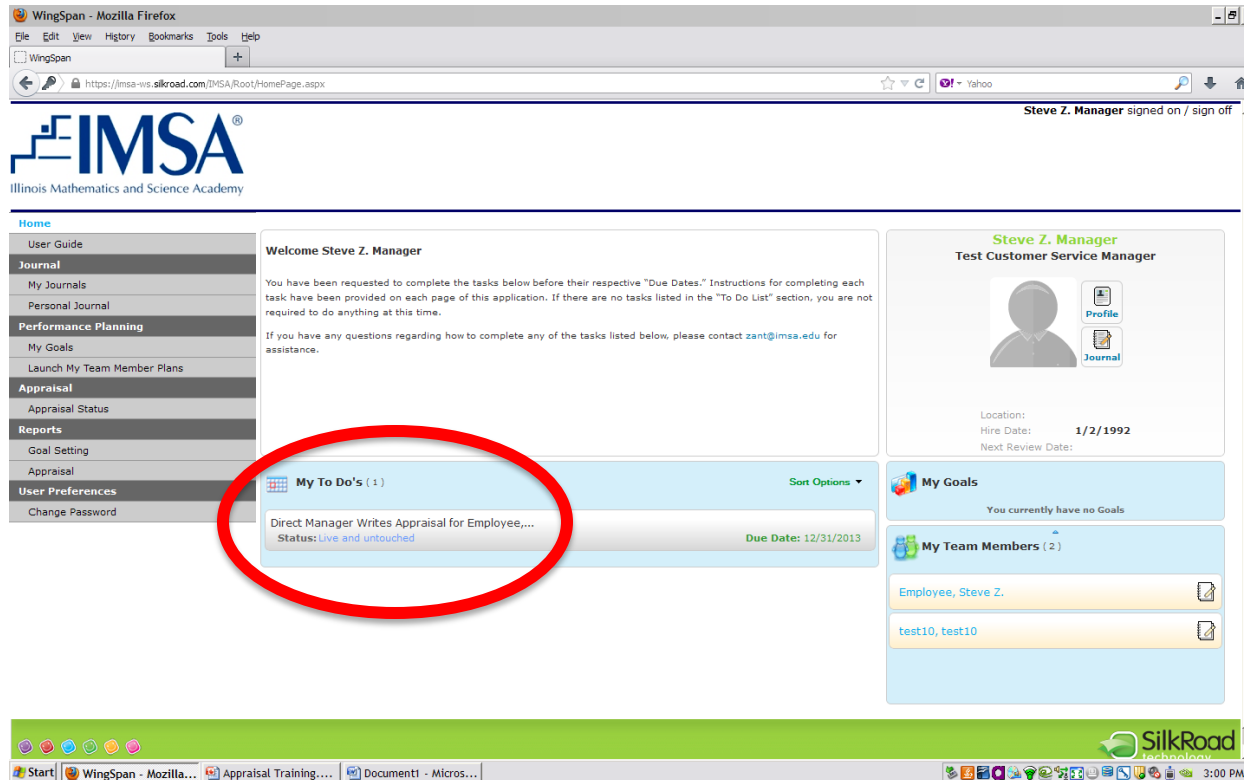 WingSpan - Mozilla Firefox
File Edit View History Bookmarks Tools Help
WingSpan +
https://imsa-ws.silkroad.com/IMSA/Root/HomePage.aspx
Yahoo
Steve Z. Manager signed on / sign off
IMSA®
Illinois Mathematics and Science Academy
Home
User Guide
Journal
My Journals
Personal Journal
Performance Planning
My Goals
Launch My Team Member Plans
Appraisal
Appraisal Status
Reports
Goal Setting
Appraisal
User Preferences
Change Password
Welcome Steve Z. Manager
You have been requested to complete the tasks below before their respective "Due Dates." Instructions for completing each
task have been provided on each page of this application. If there are no tasks listed in the "To Do List" section, you are not
required to do anything at this time.
If you have any questions regarding how to complete any of the tasks listed below, please contact zant@imsa.edu for
assistance.
My To Do's (1) Sort Options
Direct Manager Writes Appraisal for Employee,...
Status: Live and untouched Due Date: 12/31/2013
Steve Z. Manager
Test Customer Service Manager
Profile
Journal
Location:
Hire Date: 1/2/1992
Next Review Date:
My Goals
You currently have no Goals
My Team Members (2)
Employee, Steve Z.
test10, test10
SilkRoad
technology
Start WingSpan - Mozilla... Appraisal Training.... Document1 - Micros... 3:00 PM